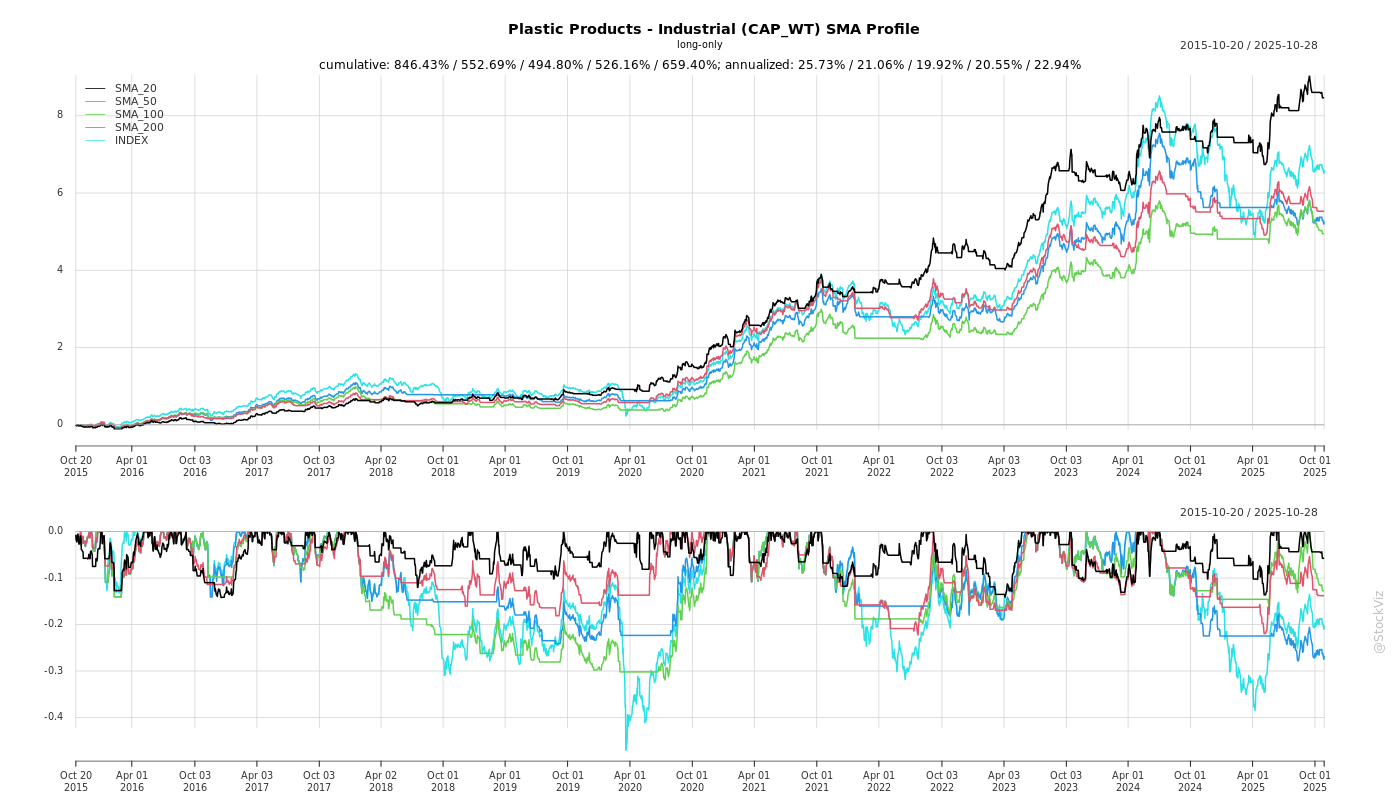 Plastic Products - Industrial (CAP_WT) SMA Profile
long-only
2015-10-20 / 2025-10-28
cumulative: 846.43% / 552.69% / 494.80% / 526.16% / 659.40%; annualized: 25.73% / 21.06% / 19.92% / 20.55% / 22.94%
SMA_20
SMA_50
SMA_100
SMA_200
INDEX
8
6
4
2
0
Oct 20 Apr 01 Oct 03 Apr 03 Oct 03 Apr 02 Oct 01 Apr 01 Oct 01 Apr 01 Oct 01 Apr 01 Oct 01 Apr 01 Oct 03 Apr 03 Oct 03 Apr 01 Oct 01 Apr 01 Oct 01
2015 2016 2016 2017 2017 2018 2018 2019 2019 2020 2020 2021 2021 2022 2022 2023 2023 2024 2024 2025 2025
2015-10-20 / 2025-10-28
0.0
-0.1
-0.2
-0.3
-0.4
Oct 20 Apr 01 Oct 03 Apr 03 Oct 03 Apr 02 Oct 01 Apr 01 Oct 01 Apr 01 Oct 01 Apr 01 Oct 01 Apr 01 Oct 03 Apr 03 Oct 03 Apr 01 Oct 01 Apr 01 Oct 01
2015 2016 2016 2017 2017 2018 2018 2019 2019 2020 2020 2021 2021 2022 2022 2023 2023 2024 2024 2025 2025
@StockViz